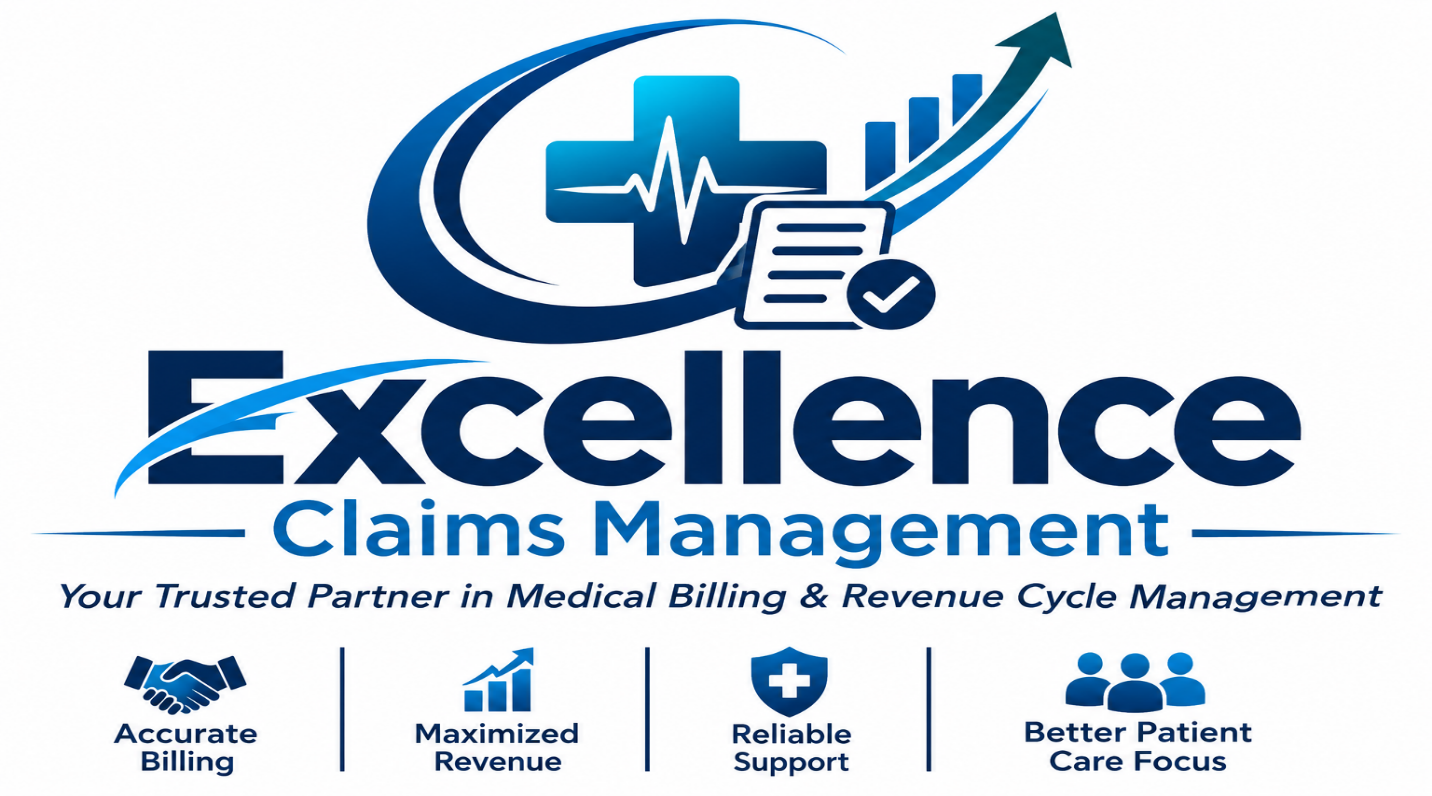 Excellence
Claims Management
Your Trusted Partner in Medical Billing & Revenue Cycle Management
Accurate
Billing
Maximized
Revenue
Reliable
Support
Better Patient
Care Focus